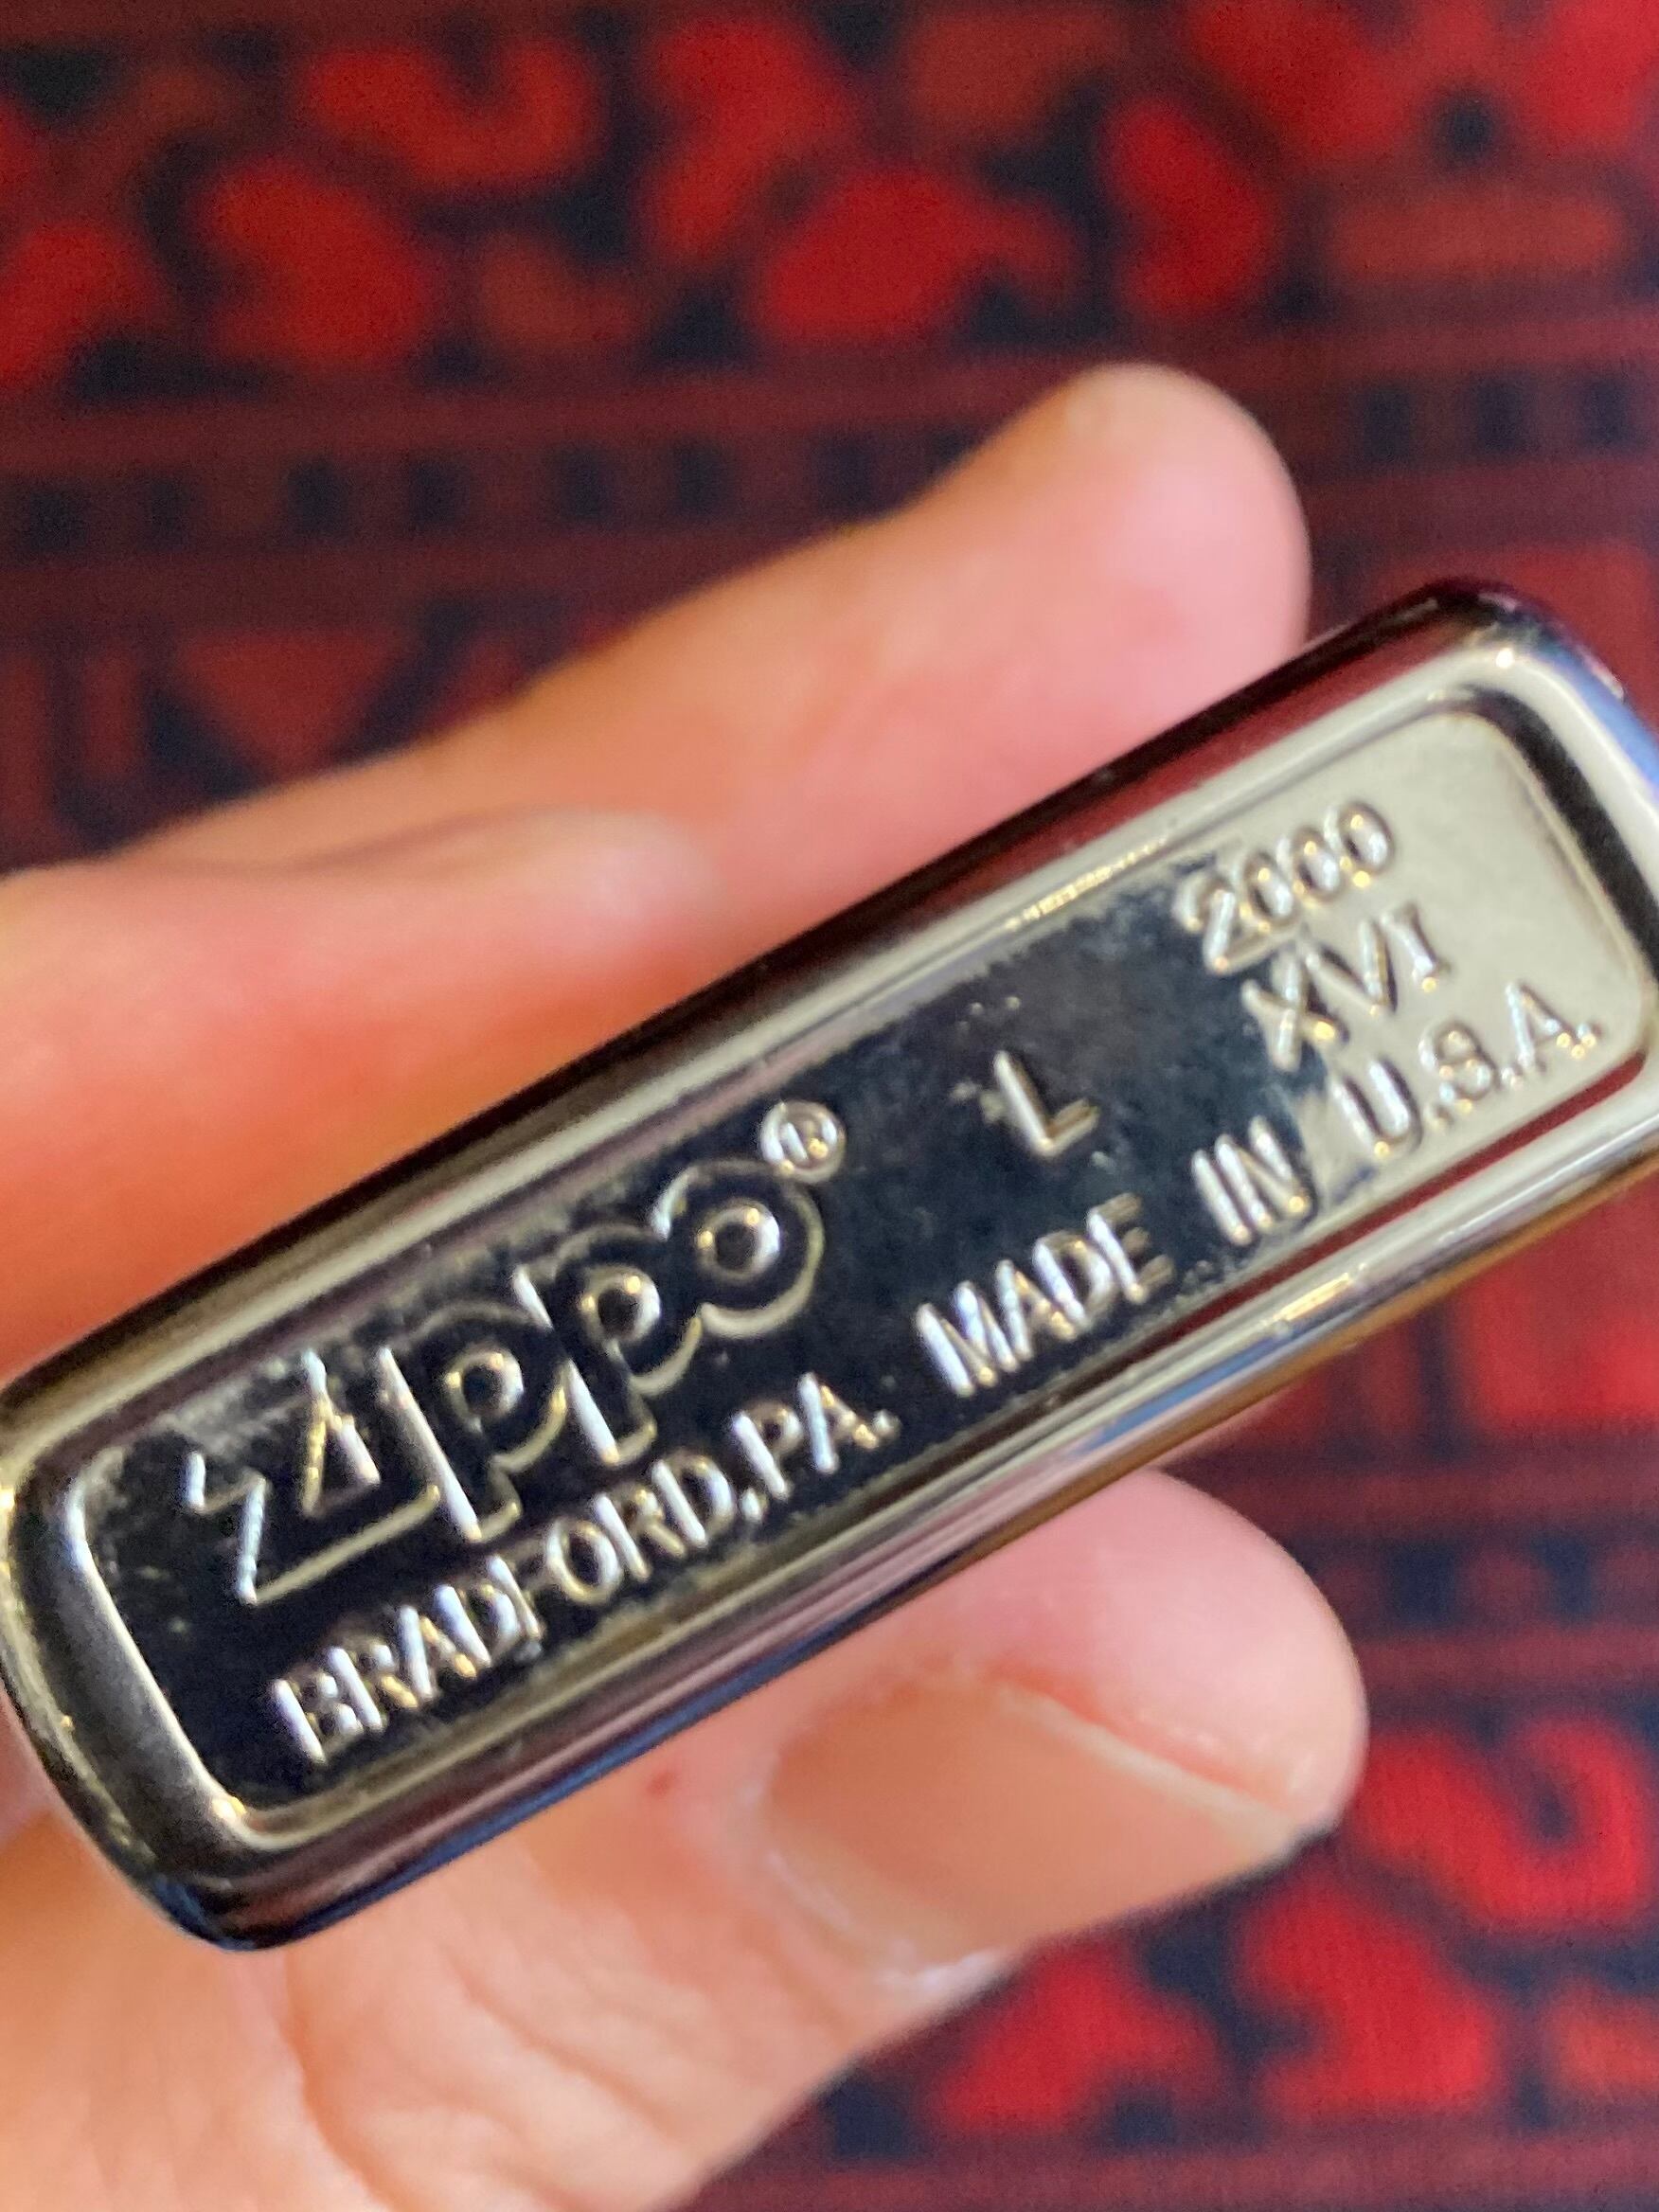 2000
XVI
Zippo® L
BRADFORD,PA. MADE IN U.S.A.